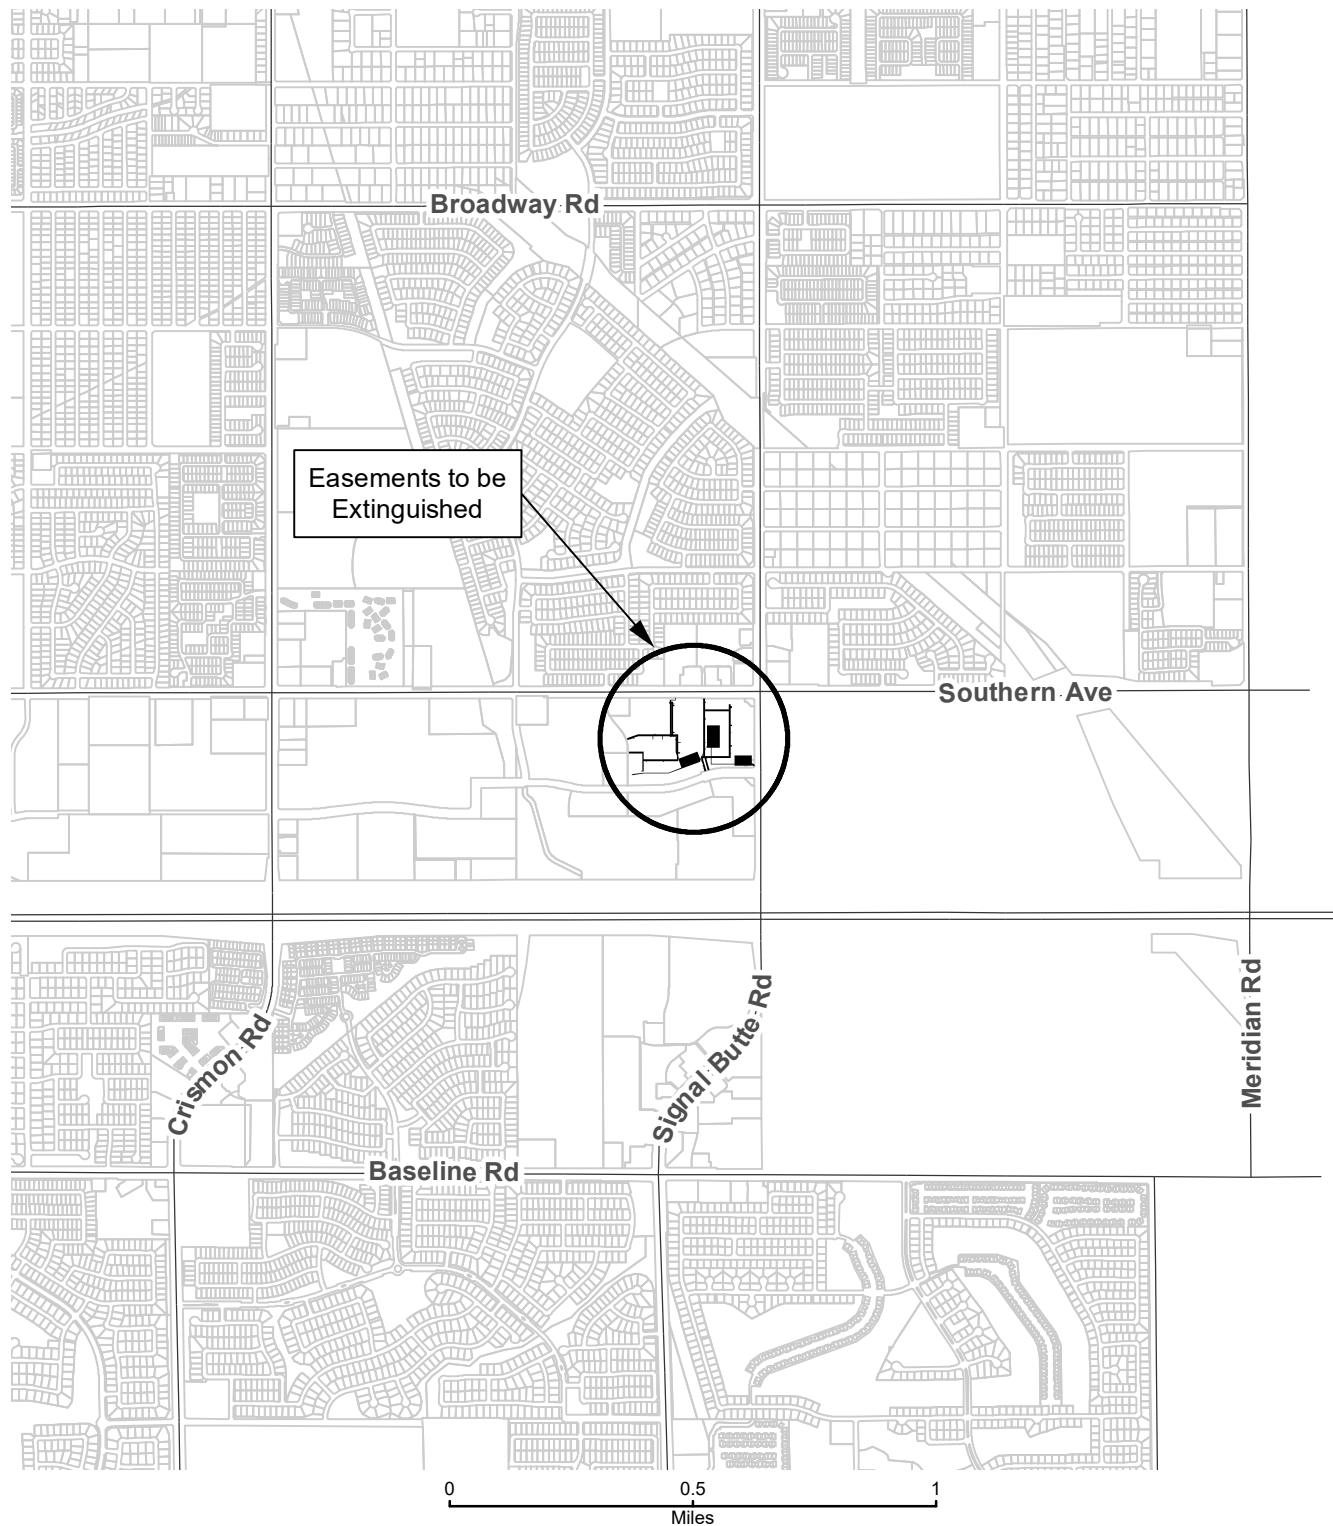 Broadway Rd
Easements to be
Extinguished
Southern Ave
Crismon Rd
Signal Butte Rd
Meridian Rd
Baseline Rd
0 0.5 1
Miles